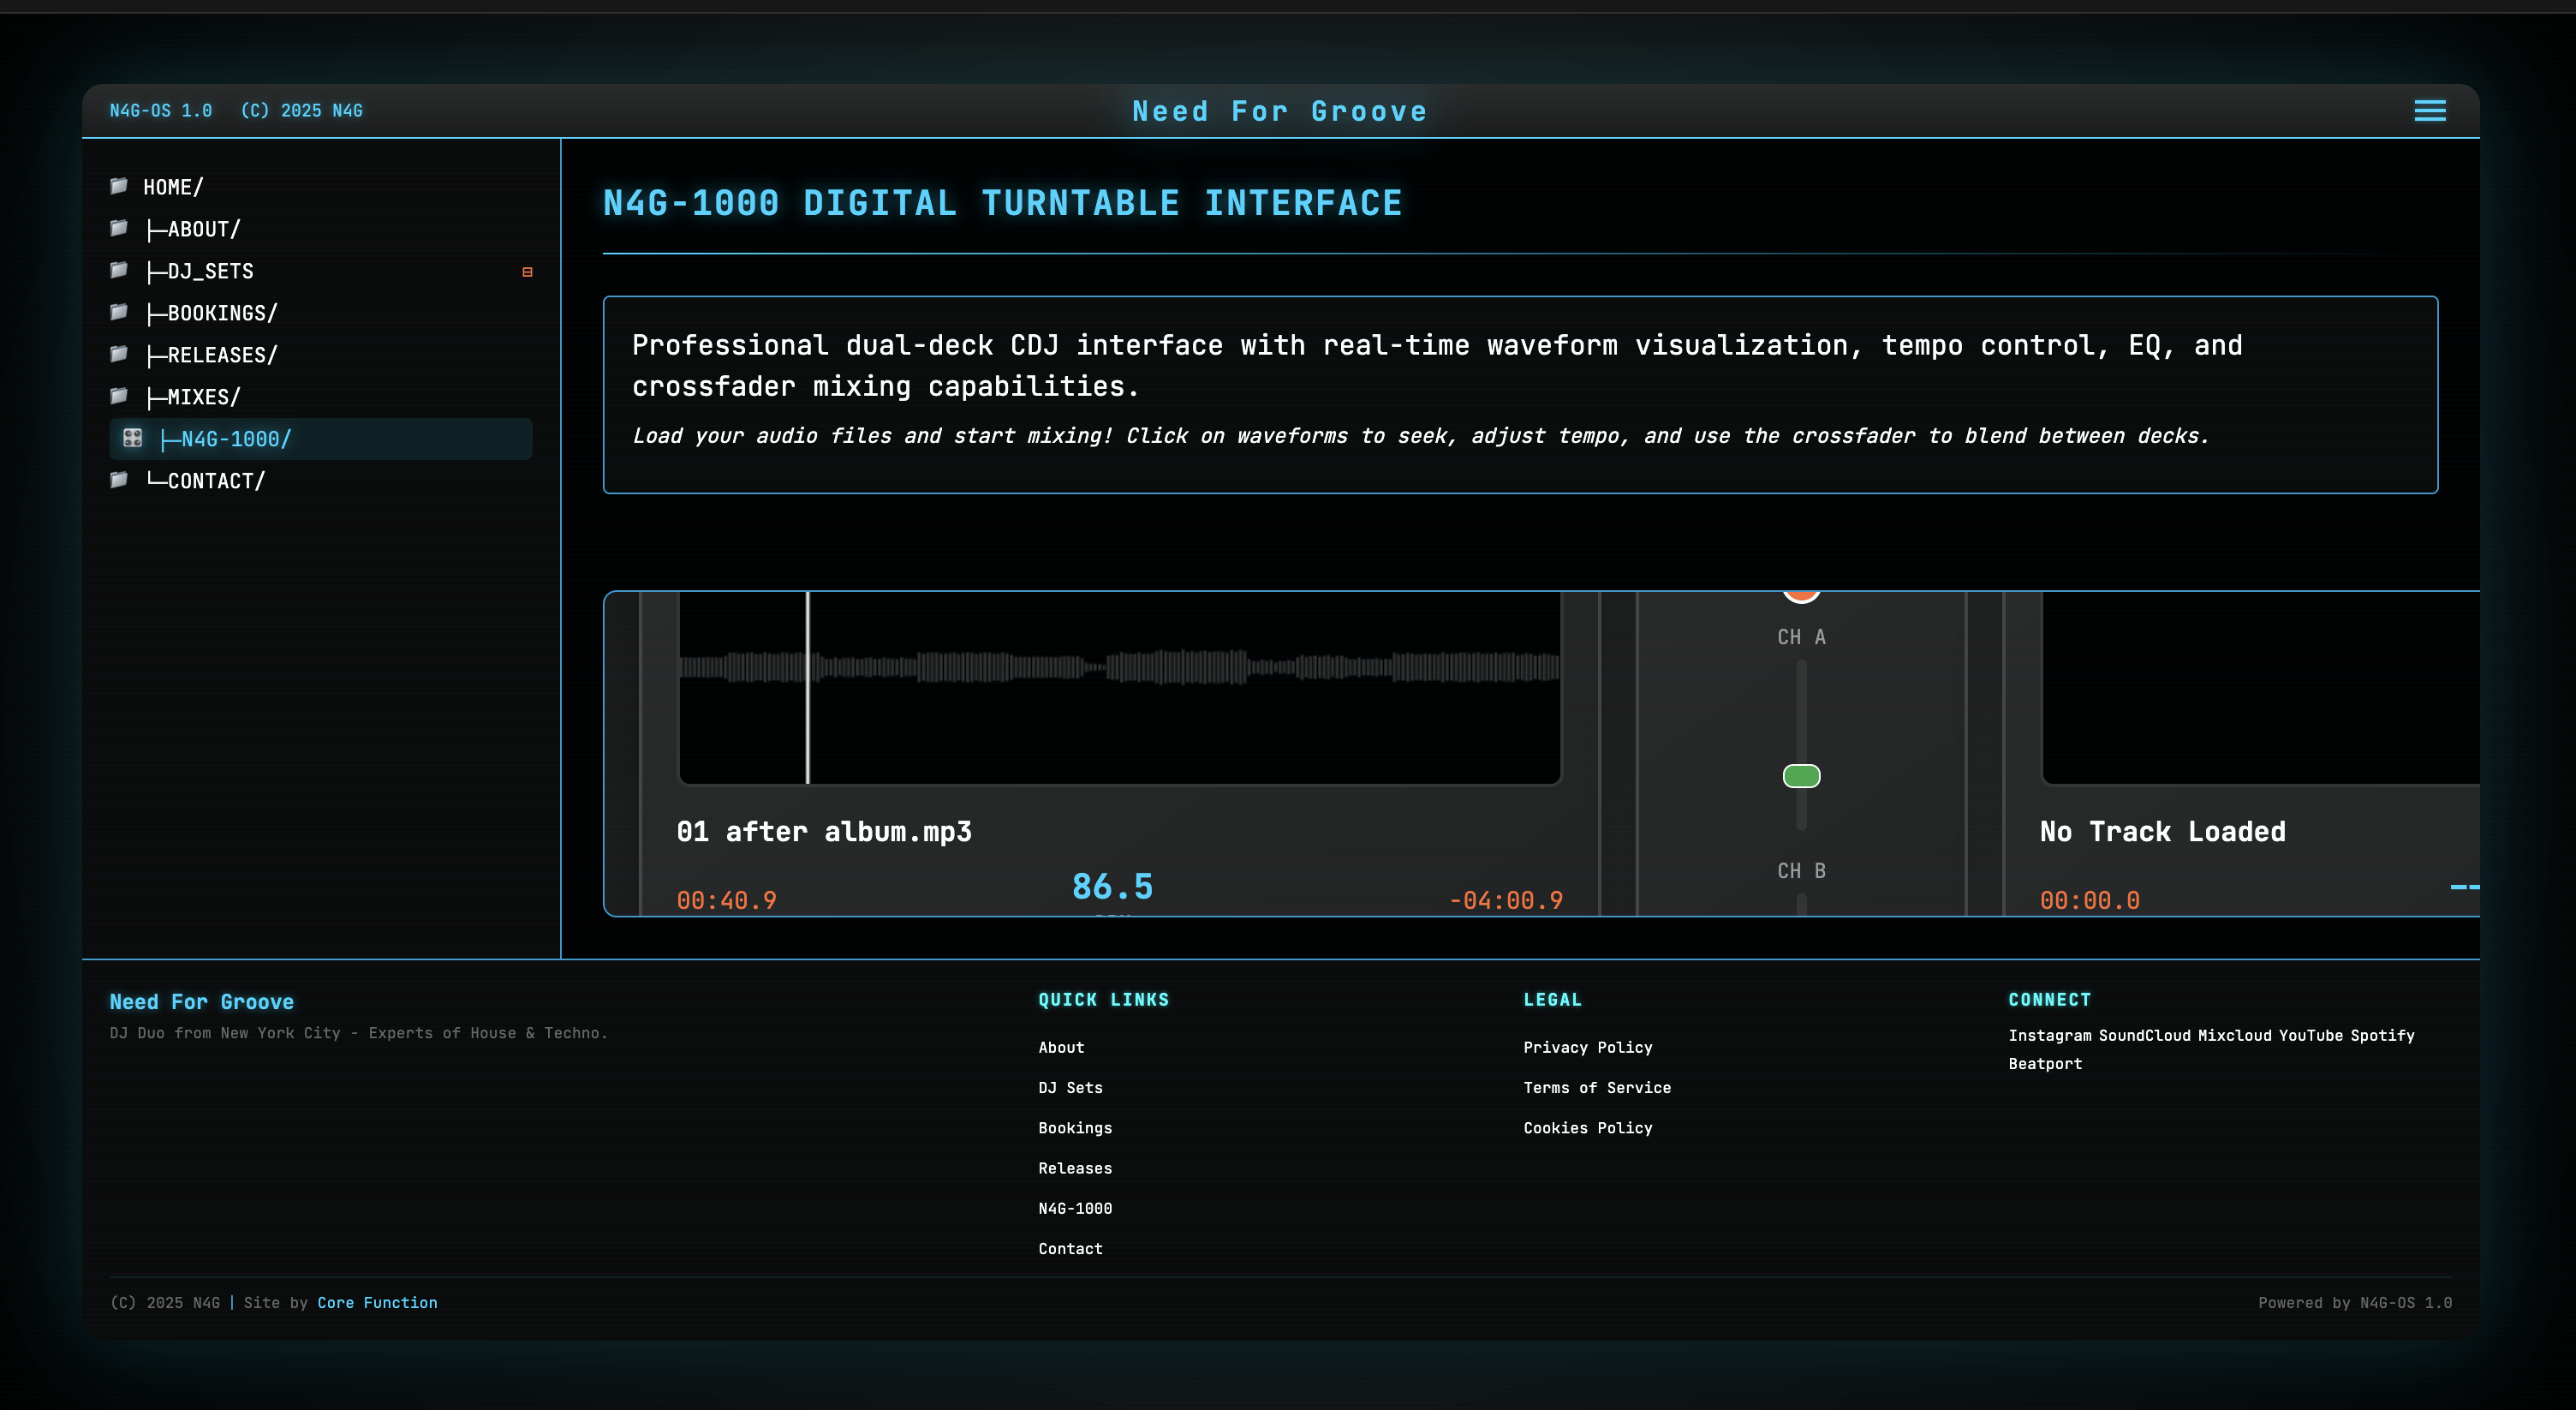 N4G-OS 1.0 (C) 2025 N4G
Need For Groove
HOME/
├─ABOUT/
├─DJ_SETS
├─BOOKINGS/
├─RELEASES/
├─MIXES/
├─N4G-1000/
└─CONTACT/
N4G-1000 DIGITAL TURNTABLE INTERFACE
Professional dual-deck CDJ interface with real-time waveform visualization, tempo control, EQ, and
crossfader mixing capabilities.
Load your audio files and start mixing! Click on waveforms to seek, adjust tempo, and use the crossfader to blend between decks.
01 after album.mp3
00:40.9
86.5
-04:00.9
CH A
CH B
No Track Loaded
00:00.0
--
Need For Groove
DJ Duo from New York City - Experts of House & Techno.
QUICK LINKS
About
DJ Sets
Bookings
Releases
N4G-1000
Contact
LEGAL
Privacy Policy
Terms of Service
Cookies Policy
CONNECT
Instagram SoundCloud Mixcloud YouTube Spotify
Beatport
(C) 2025 N4G | Site by Core Function
Powered by N4G-OS 1.0